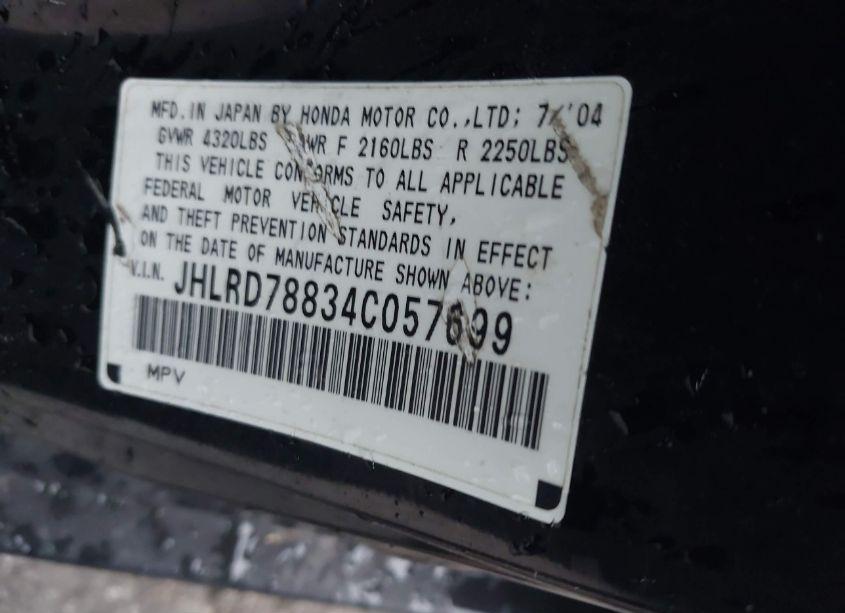 MFD. IN JAPAN BY HONDA MOTOR CO.,LTD; 7/'04
GVWR 4320LBS GAWR F 2160LBS R 2250LBS
THIS VEHICLE CONFORMS TO ALL APPLICABLE
FEDERAL MOTOR VEHICLE SAFETY,
AND THEFT PREVENTION STANDARDS IN EFFECT
ON THE DATE OF MANUFACTURE SHOWN ABOVE:
V.I.N. JHLRD78834C057699
MPV